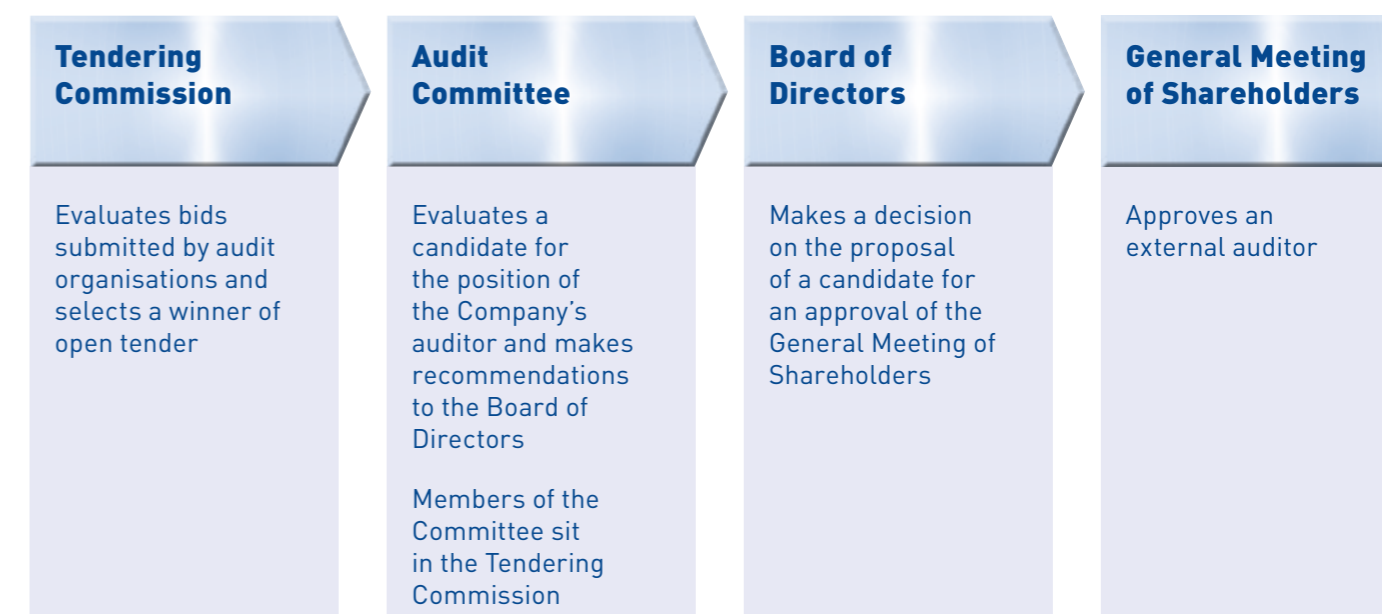 Tendering
Commission
Evaluates bids
submitted by audit
organisations and
selects a winner of
open tender
Audit
Committee
Evaluates a
candidate for
the position of
the Company’s
auditor and makes
recommendations
to the Board of
Directors
Members of the
Committee sit
in the Tendering
Commission
Board of
Directors
Makes a decision
on the proposal
of a candidate for
an approval of the
General Meeting of
Shareholders
General Meeting
of Shareholders
Approves an
external auditor